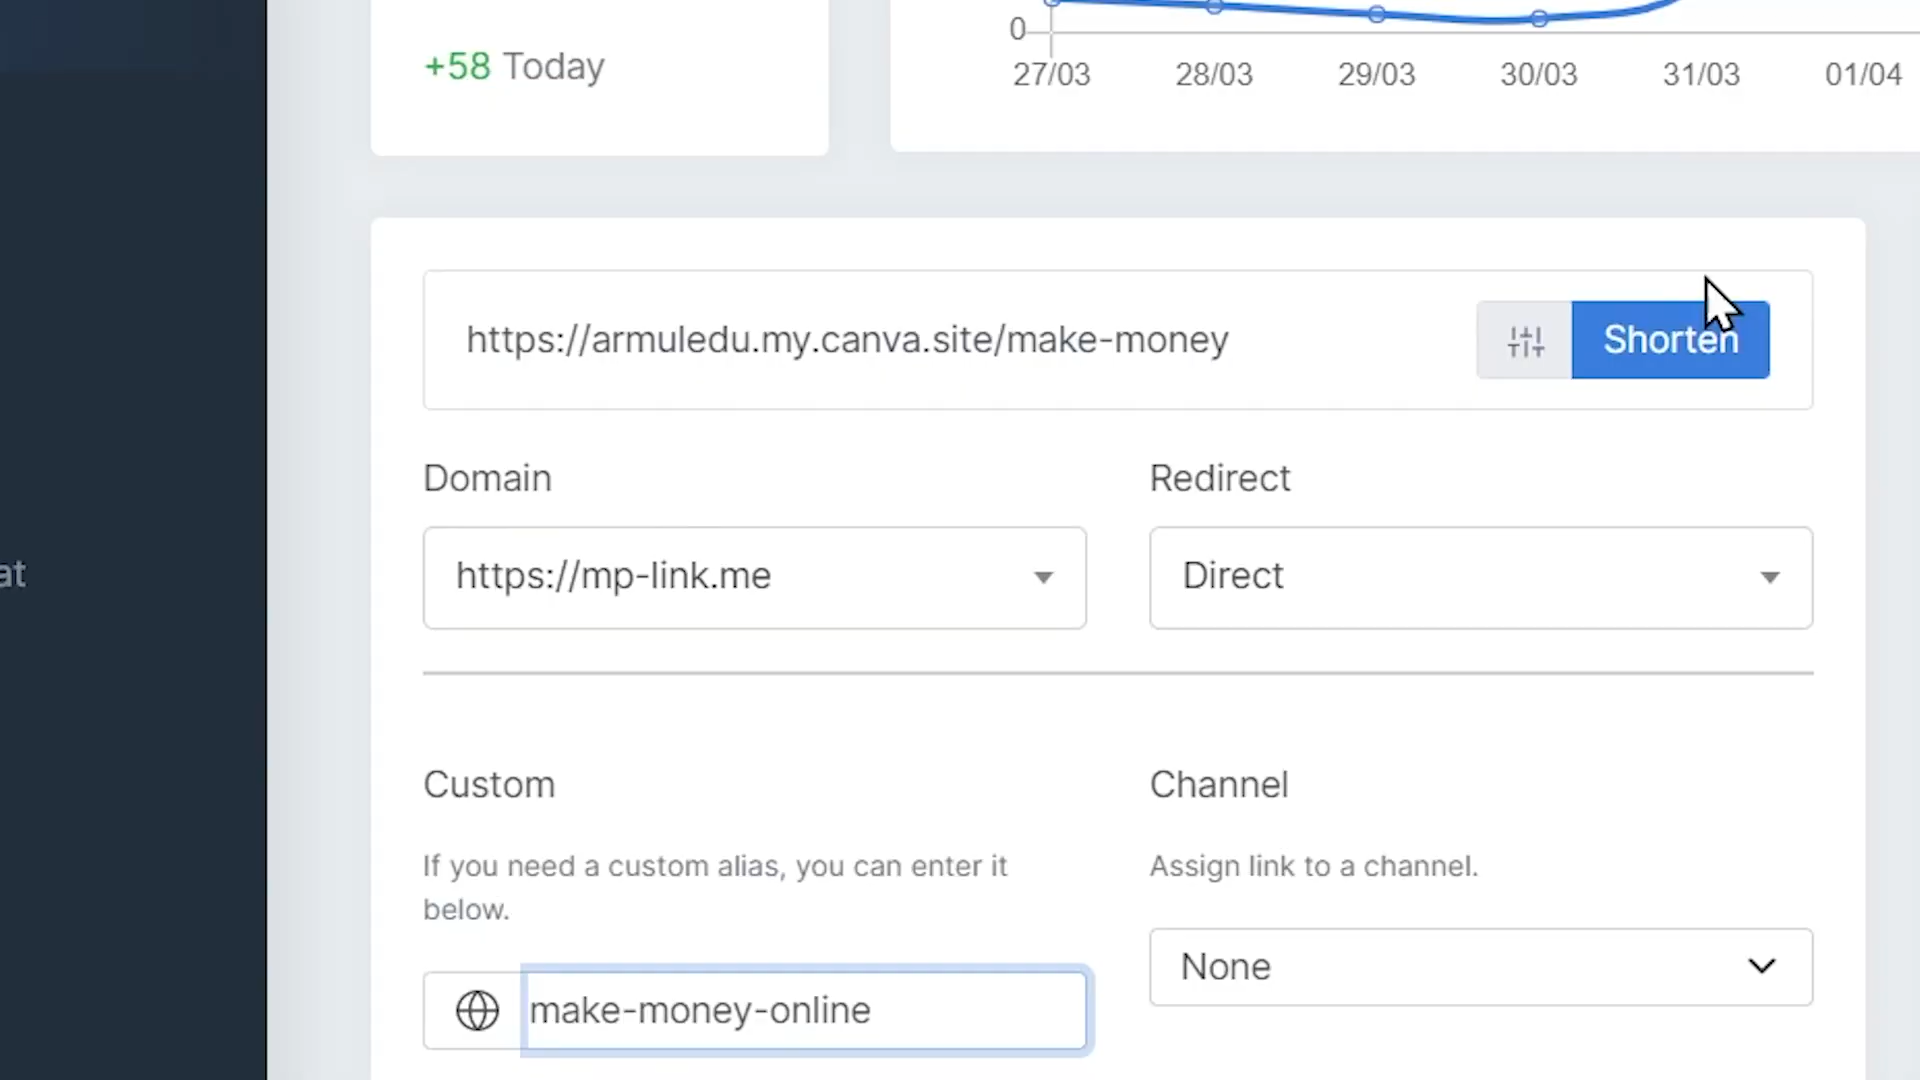 +58 Today
0
27/03 28/03 29/03 30/03 31/03 01/04
https://armuledu.my.canva.site/make-money
Shorten
Domain
Redirect
https://mp-link.me
Direct
at
Custom
Channel
If you need a custom alias, you can enter it
below.
Assign link to a channel.
None
make-money-online